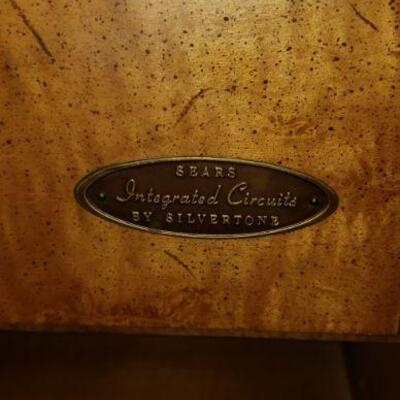 SEARS
Integrated Circuits
BY SILVERTONE